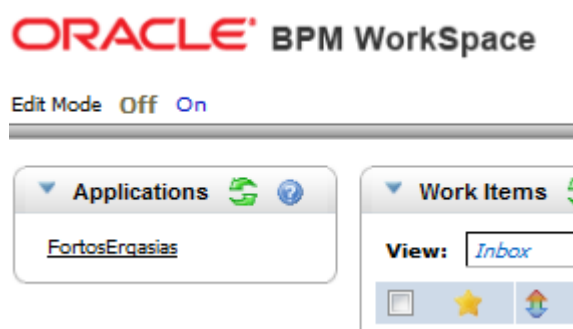 ORACLE BPM WorkSpace
Edit Mode Off On
Applications
Work Items
FortosErgasias
View: Inbox